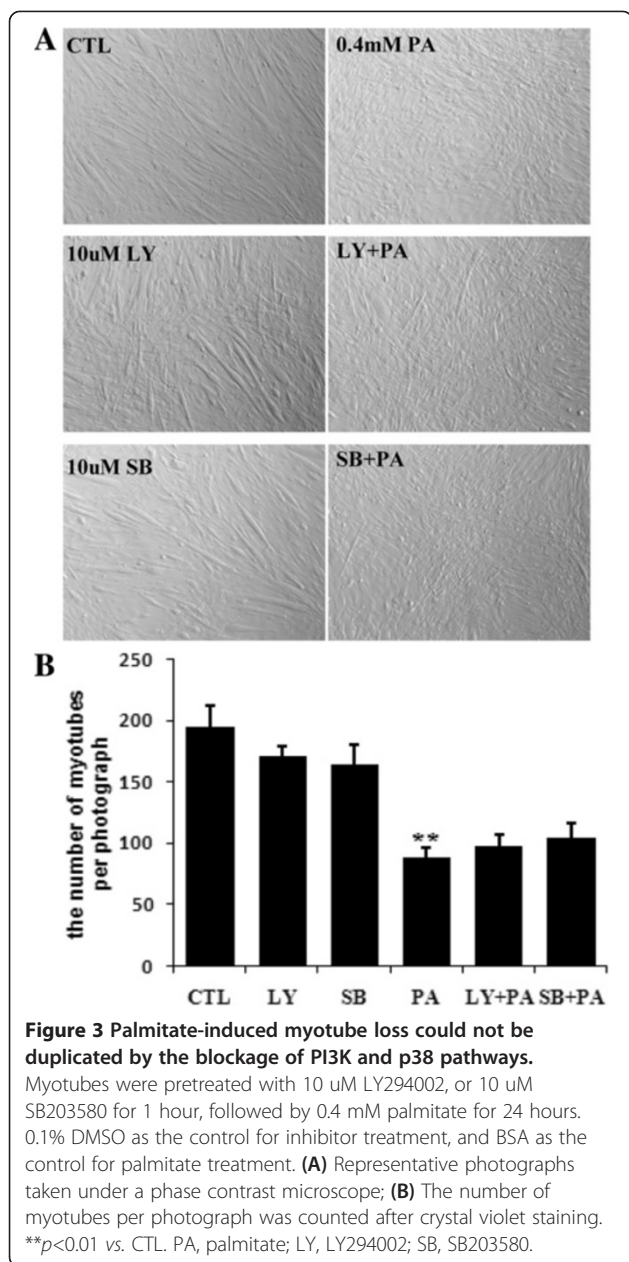 A
CTL
0.4mM PA
10uM LY
LY+PA
10uM SB
SB+PA
B
the number of myotubes
per photograph
250
200
150
100
50
0
**
CTL LY SB PA LY+PA SB+PA
Figure 3 Palmitate-induced myotube loss could not be
duplicated by the blockage of PI3K and p38 pathways.
Myotubes were pretreated with 10 uM LY294002, or 10 uM
SB203580 for 1 hour, followed by 0.4 mM palmitate for 24 hours.
0.1% DMSO as the control for inhibitor treatment, and BSA as the
control for palmitate treatment. (A) Representative photographs
taken under a phase contrast microscope; (B) The number of
myotubes per photograph was counted after crystal violet staining.
**p<0.01 vs. CTL. PA, palmitate; LY, LY294002; SB, SB203580.